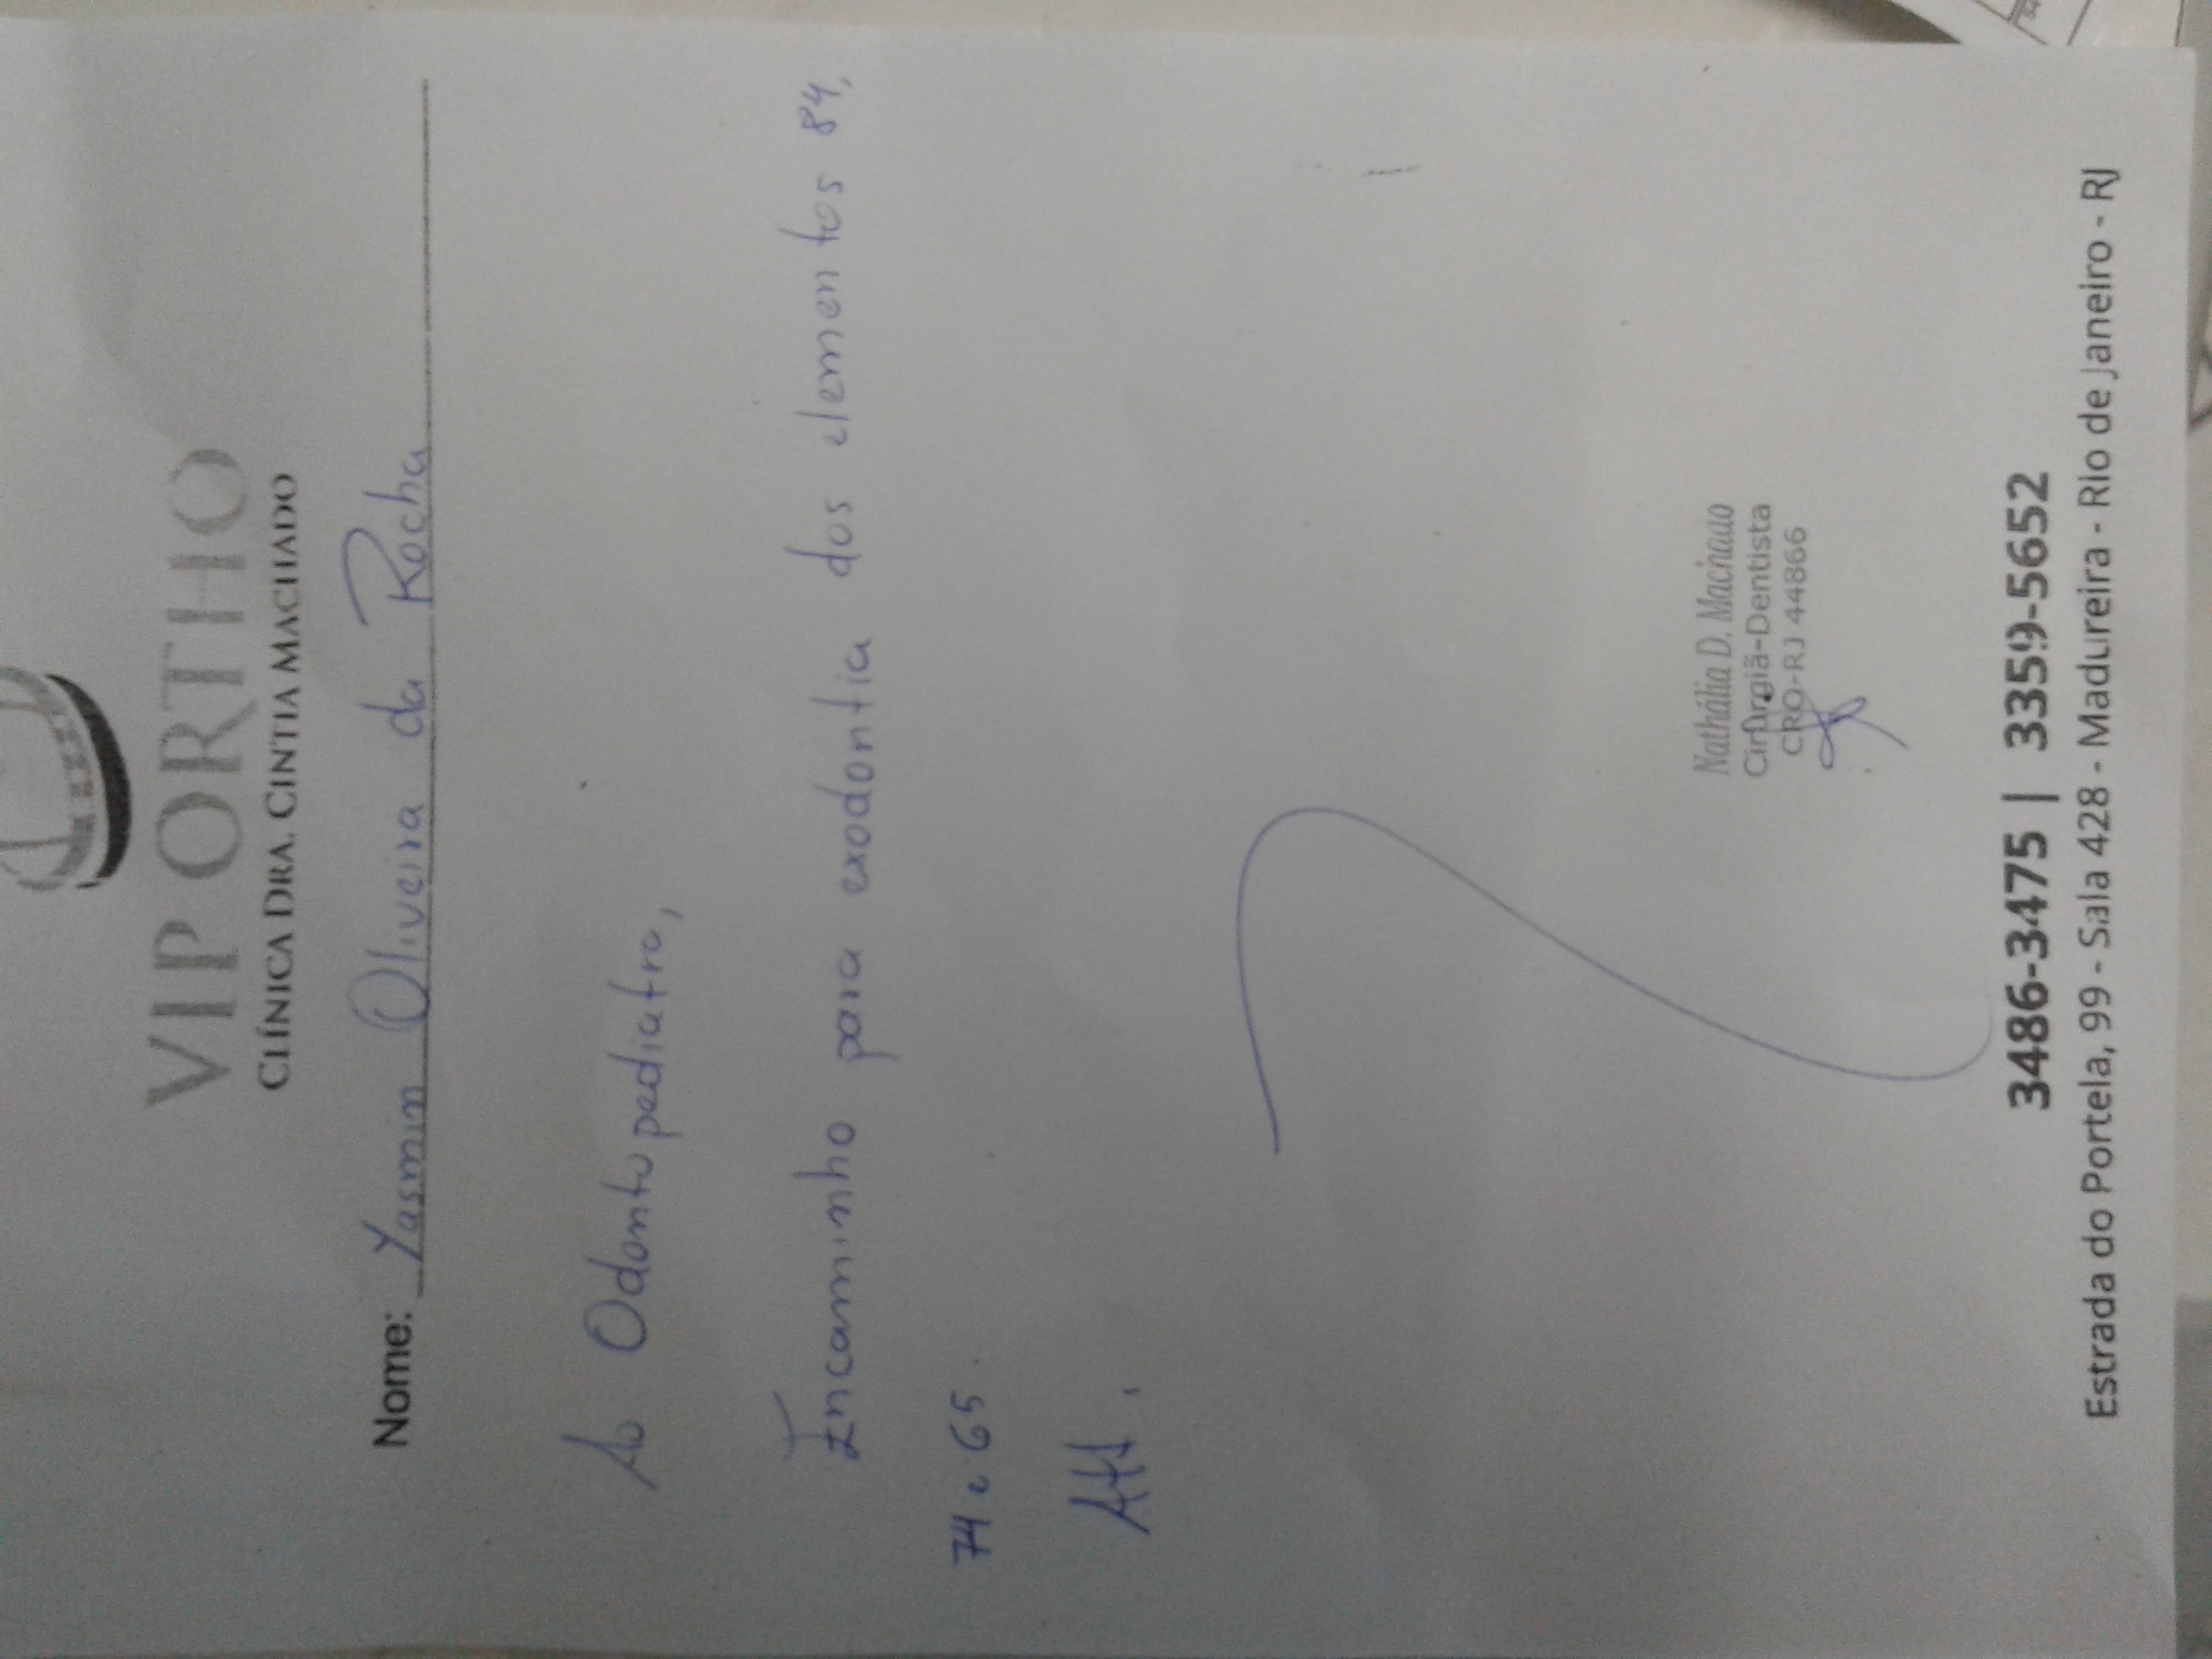 VIP ORTHO
CLÍNICA DRA. CINTIA MACHADO
Nome: Yasmin Oliveira da Rocha
Ao Odontopediatra,
Encaminho para exodontia dos elementos 84,
74 e 65.
Att.
Nathália D. Machado
Cirurgiã-Dentista
CRO-RJ 44866
3486-3475 | 3359-5652
Estrada do Portela, 99 - Sala 428 - Madureira - Rio de Janeiro - RJ